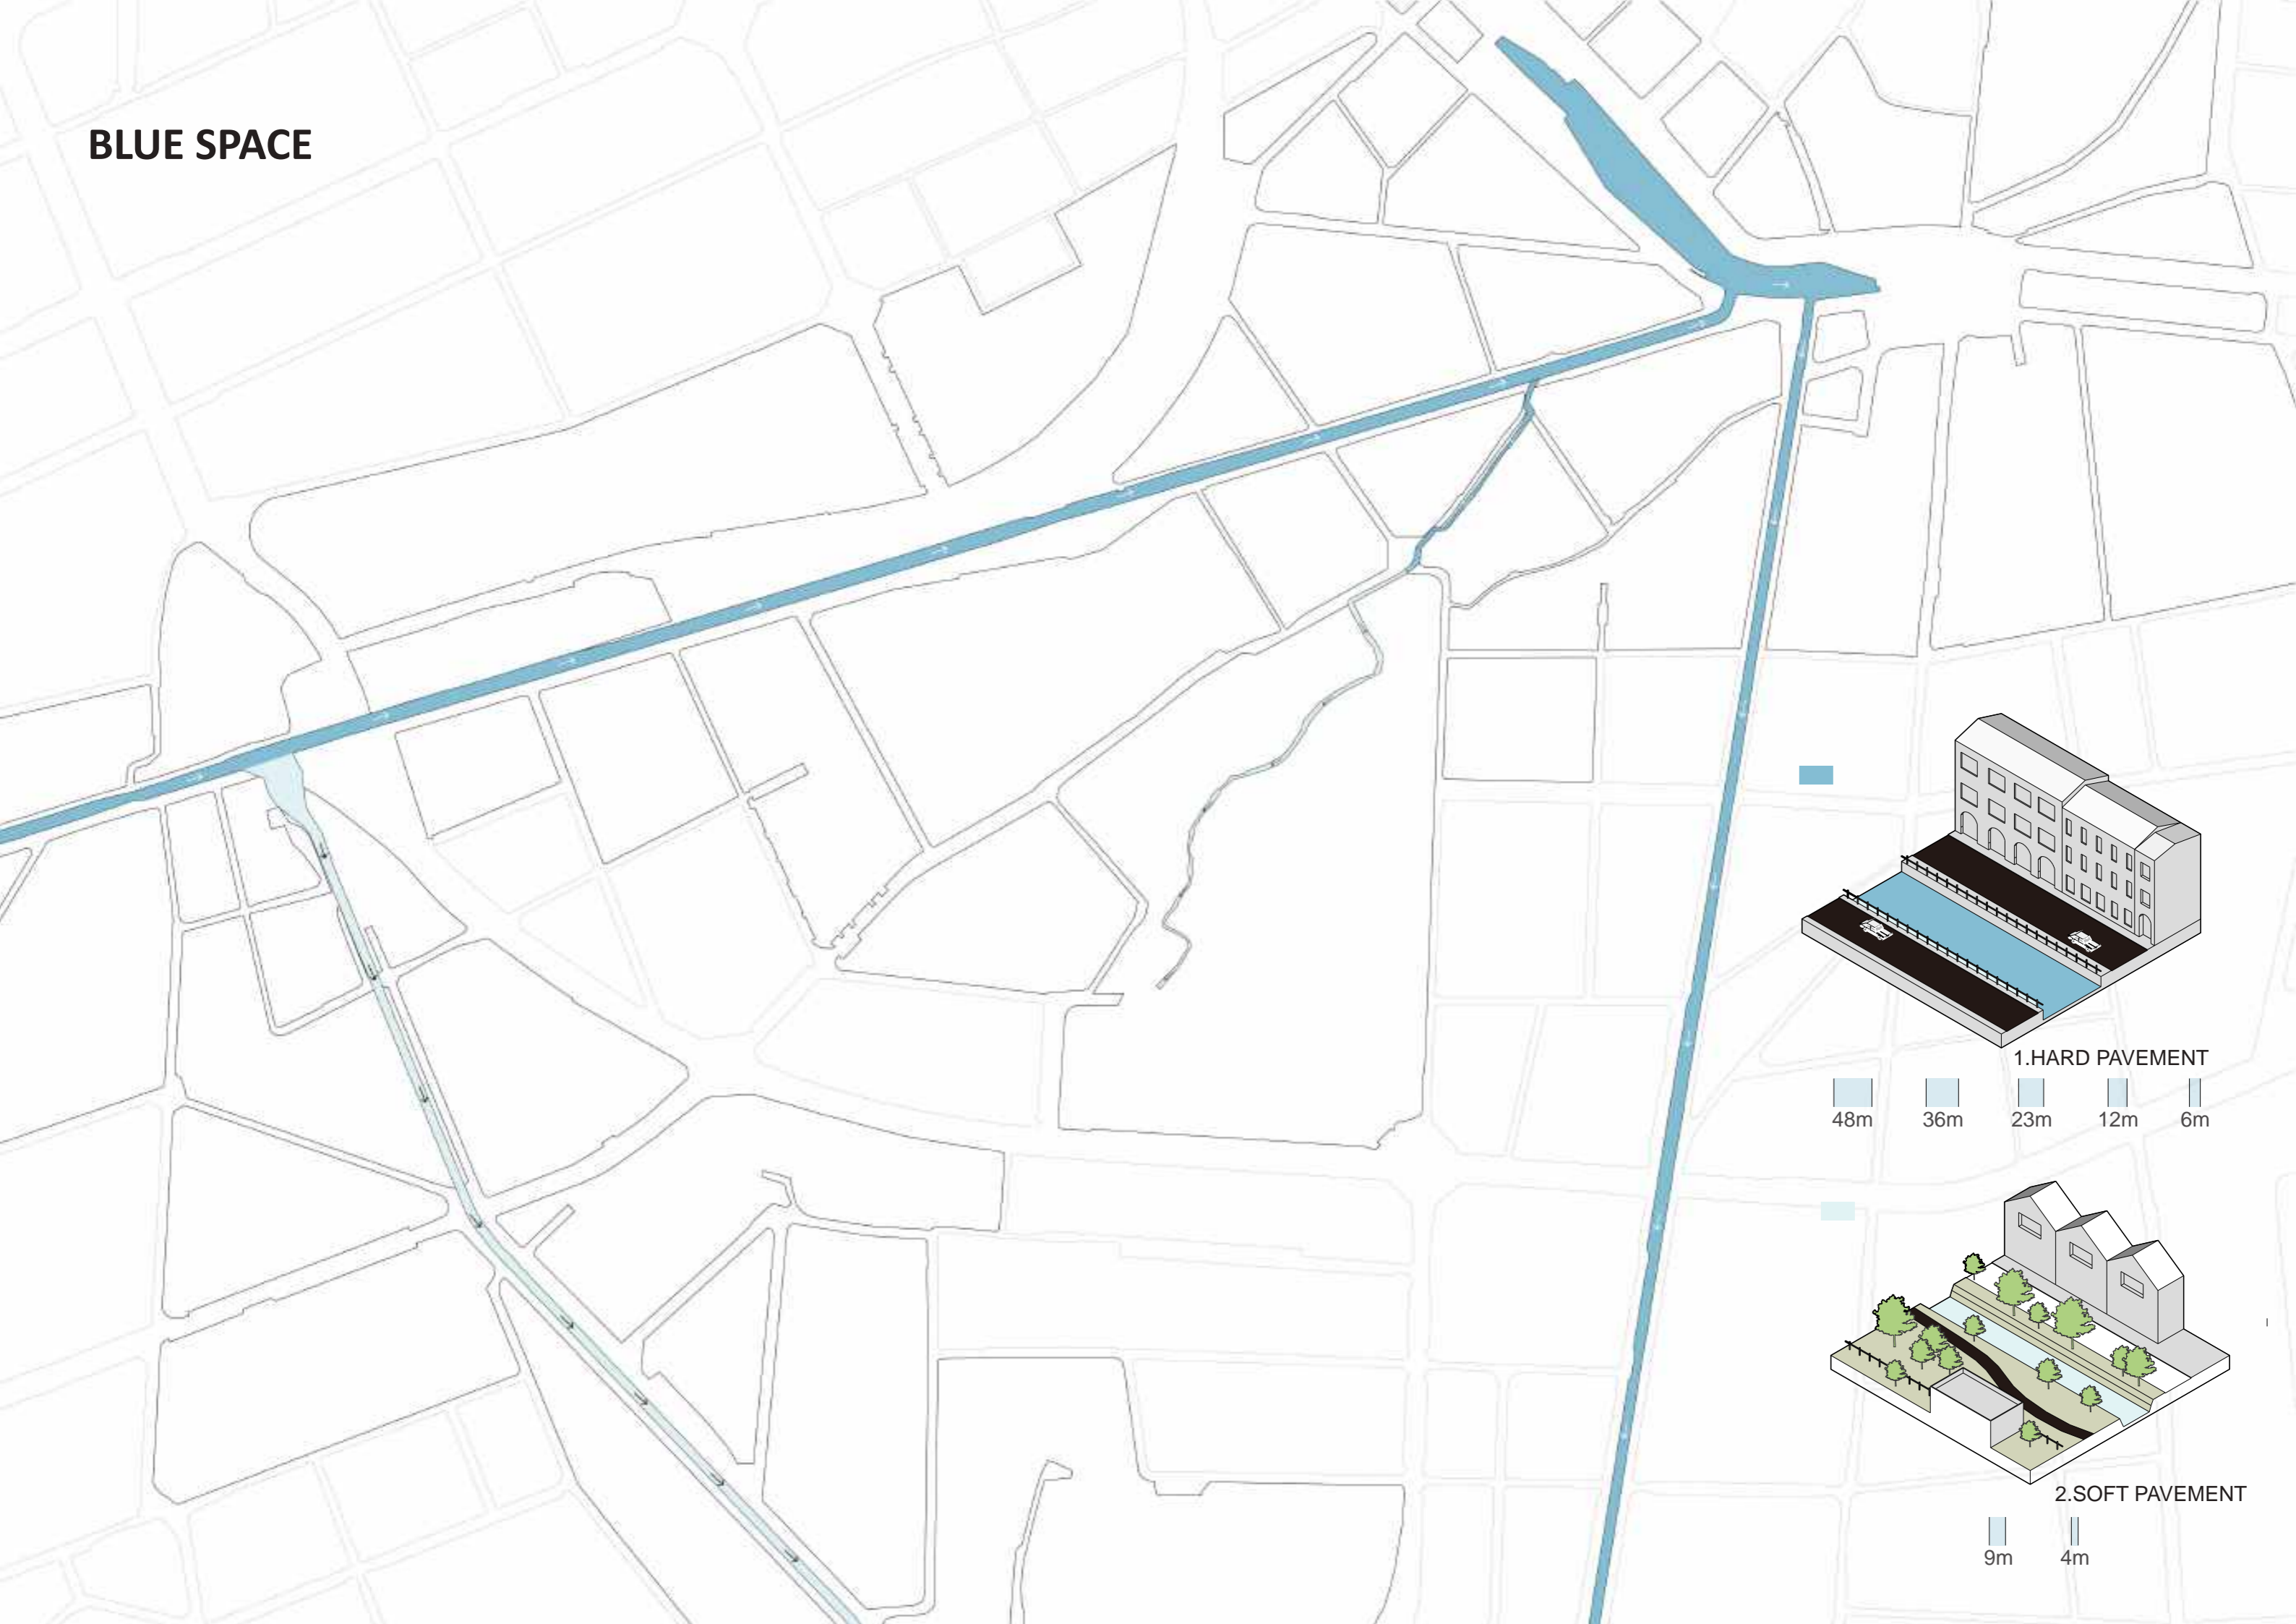 BLUE SPACE
1.HARD PAVEMENT
48m 36m 23m 12m 6m
2.SOFT PAVEMENT
9m 4m